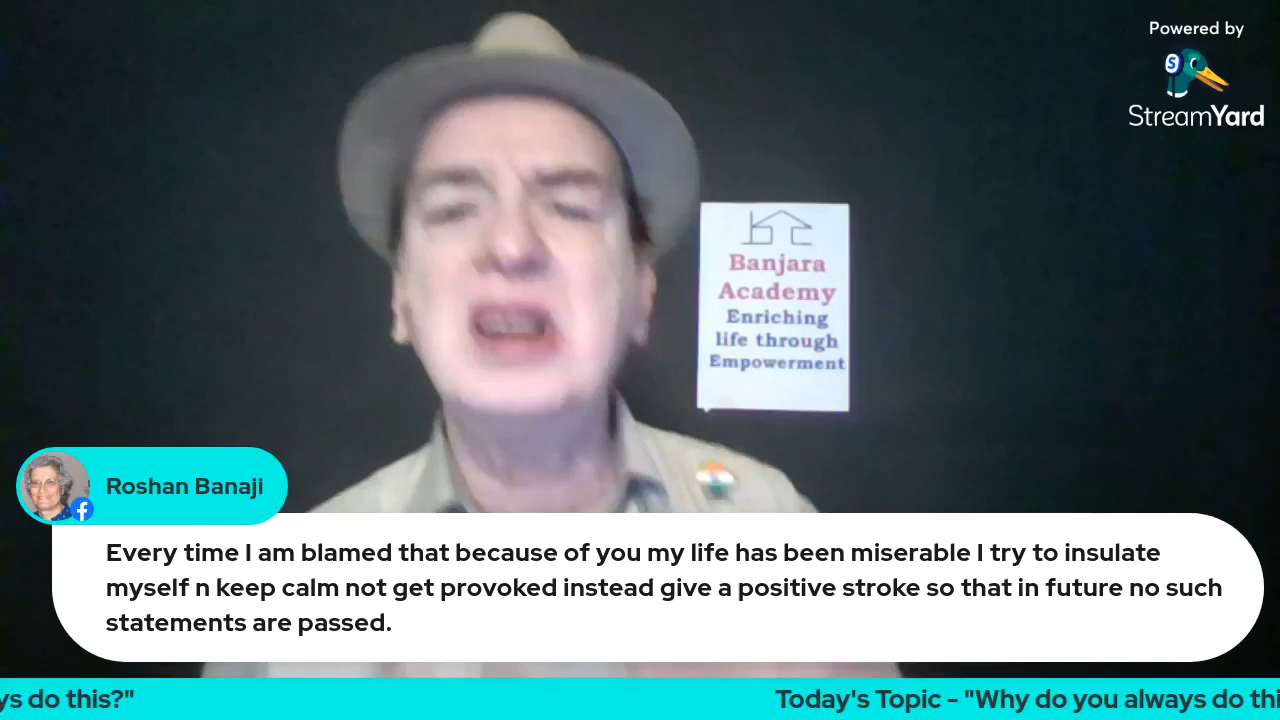 Powered by
S
StreamYard
Banjara
Academy
Enriching
life through
Empowerment
Roshan Banaji
Every time I am blamed that because of you my life has been miserable I try to insulate
myself n keep calm not get provoked instead give a positive stroke so that in future no such
statements are passed.
ys do this?" Today's Topic - "Why do you always do thi